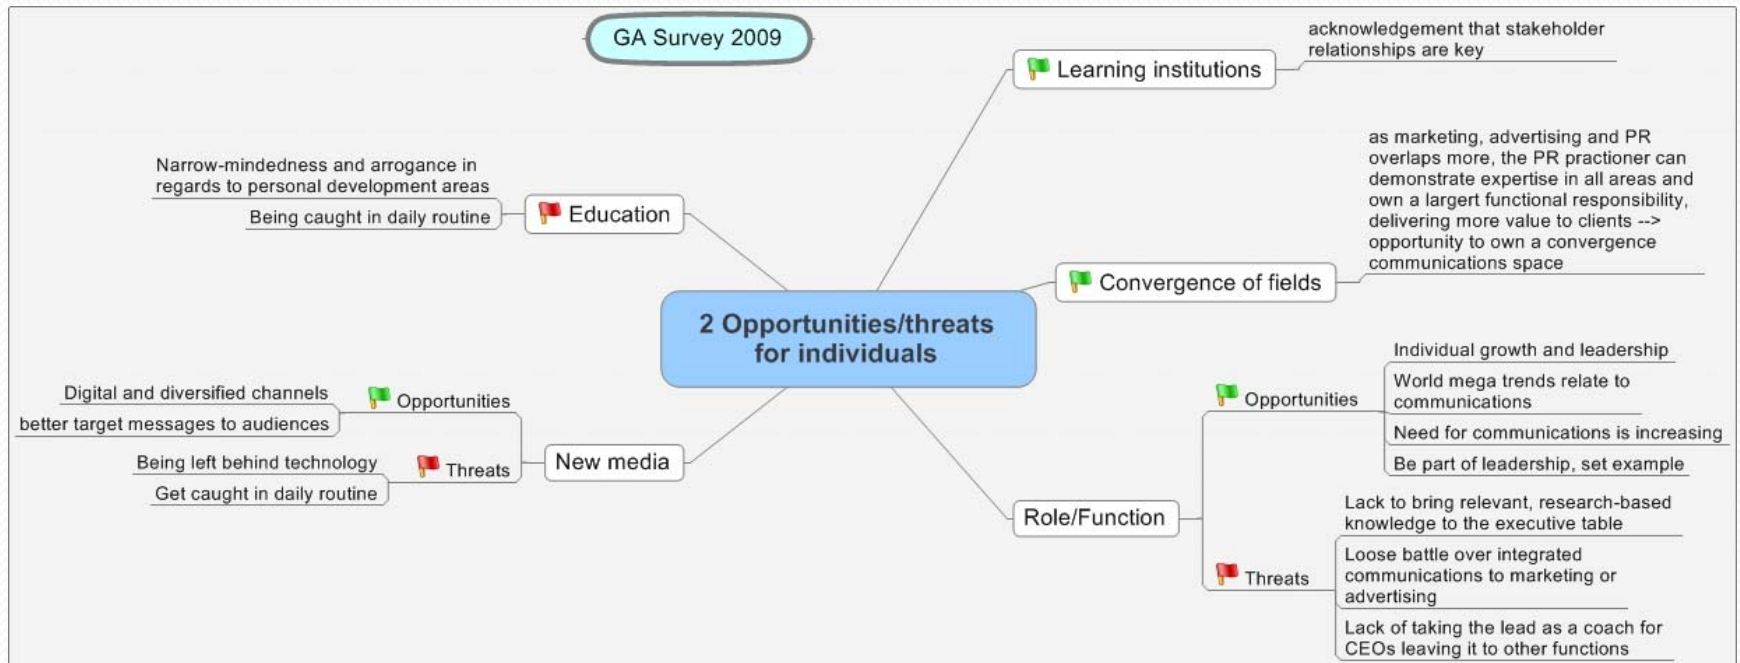 GA Survey 2009
Learning institutions
acknowledgement that stakeholder
relationships are key
Convergence of fields
as marketing, advertising and PR
overlaps more, the PR practioner can
demonstrate expertise in all areas and
own a largert functional responsibility,
delivering more value to clients -->
opportunity to own a convergence
communications space
Narrow-mindedness and arrogance in
regards to personal development areas
Being caught in daily routine
Education
2 Opportunities/threats
for individuals
Digital and diversified channels
better target messages to audiences
Opportunities
Being left behind technology
Get caught in daily routine
Threats
New media
Role/Function
Opportunities
Individual growth and leadership
World mega trends relate to
communications
Need for communications is increasing
Be part of leadership, set example
Threats
Lack to bring relevant, research-based
knowledge to the executive table
Loose battle over integrated
communications to marketing or
advertising
Lack of taking the lead as a coach for
CEOs leaving it to other functions